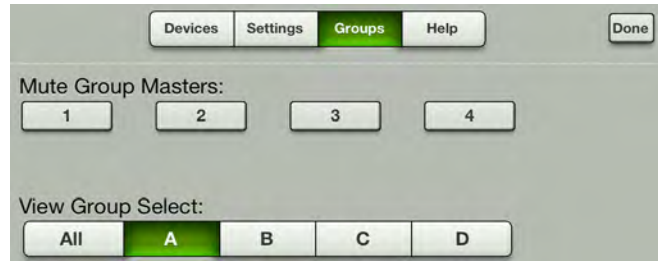 Devices Settings Groups Help Done
Mute Group Masters:
1 2 3 4
View Group Select:
All A B C D